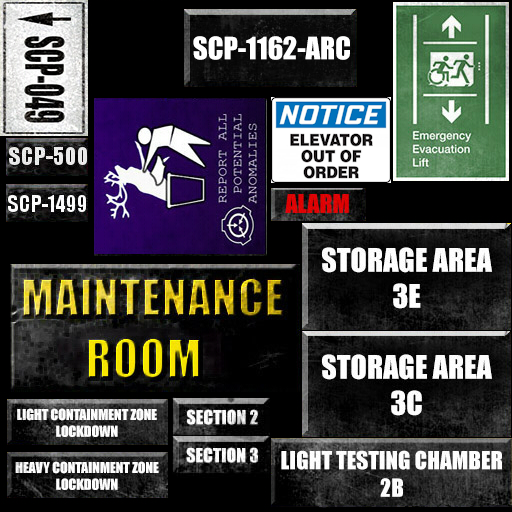 SCP-049
SCP-1162-ARC
Emergency
Evacuation
Lift
SCP-500
SCP-1499
REPORT ALL
POTENTIAL
ANOMALIES
NOTICE
ELEVATOR
OUT OF
ORDER
ALARM
STORAGE AREA
3E
MAINTENANCE
ROOM
STORAGE AREA
3C
LIGHT CONTAINMENT ZONE
LOCKDOWN
SECTION 2
HEAVY CONTAINMENT ZONE
LOCKDOWN
SECTION 3
LIGHT TESTING CHAMBER
2B